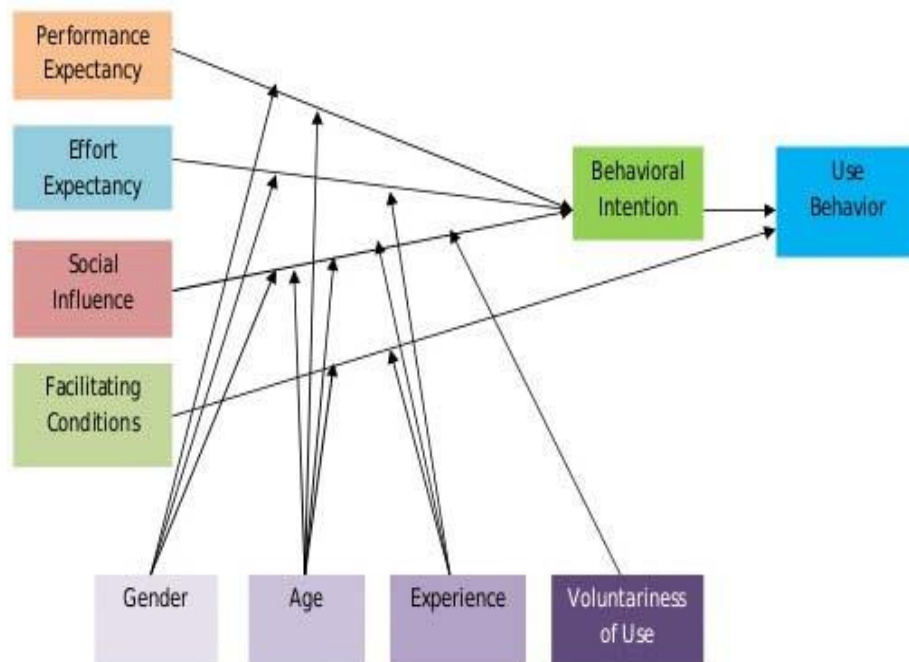 Performance
Expectancy
Effort
Expectancy
Social
Influence
Facilitating
Conditions
Behavioral
Intention
Use
Behavior
Gender
Age
Experience
Voluntariness
of Use